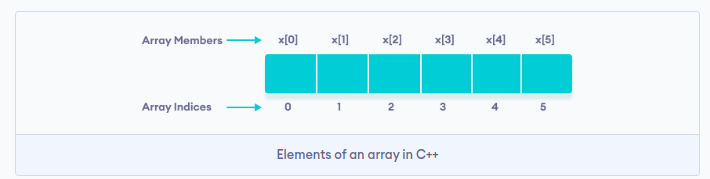 Array Members x[0] x[1] x[2] x[3] x[4] x[5]
Array Indices 0 1 2 3 4 5
Elements of an array in C++